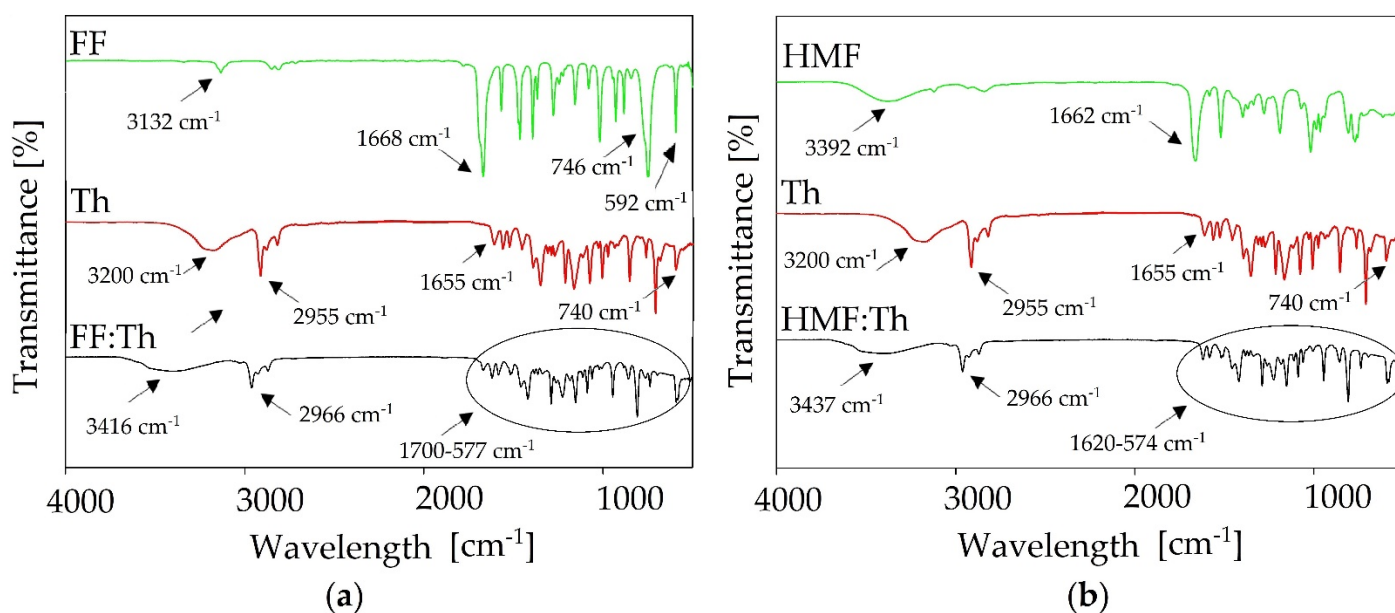 Transmittance [%]
FF
3132 cm-1
1668 cm-1
746 cm-1
592 cm-1
Th
3200 cm-1
2955 cm-1
1655 cm-1
740 cm-1
FF:Th
3416 cm-1
2966 cm-1
1700-577 cm-1
4000 3000 2000 1000
Wavelength [cm-1]
(a)
Transmittance [%]
HMF
3392 cm-1
1662 cm-1
Th
3200 cm-1
2955 cm-1
1655 cm-1
740 cm-1
HMF:Th
3437 cm-1
2966 cm-1
1620-574 cm-1
4000 3000 2000 1000
Wavelength [cm-1]
(b)